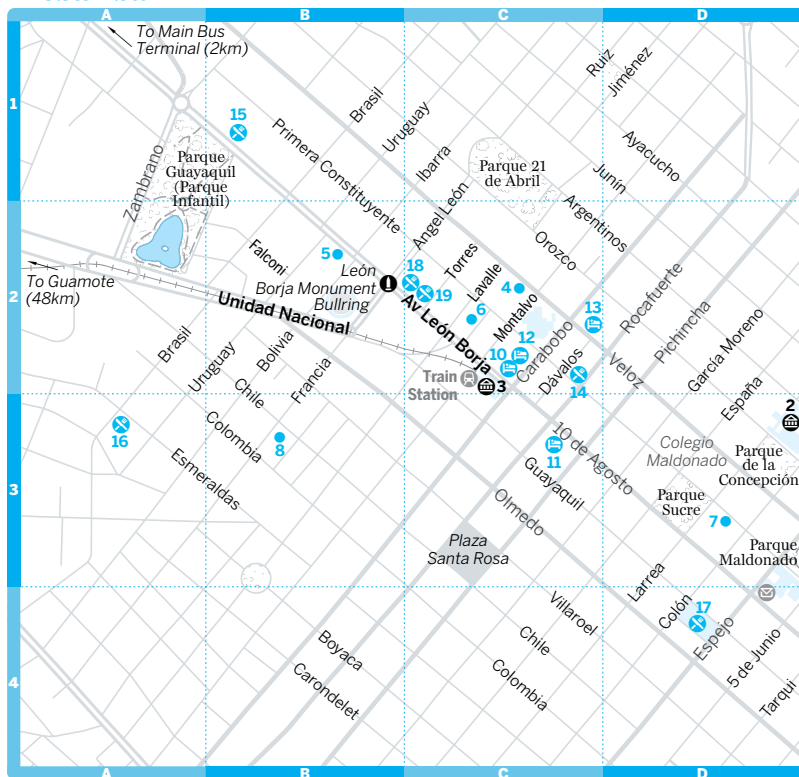 A
B
C
D
To Main Bus
Terminal (2km)
Ruiz
Jiménez
1
15
Brasil
Uruguay
Primera Constituyente
Ibarra
Ayacucho
Parque
Guayaquil
(Parque
Infantil)
Zambrano
Parque 21
de Abril
Junín
Angel León
Argentinos
Orozco
Falconí
5
León
Borja Monument
Bullring
18
19
Torres
Lavalle
4
6
Montalvo
To Guamote
(48km)
2
Unidad Nacional
Av León Borja
13
Rocafuerte
Pichincha
12
10
Carabobo
Dávalos
Veloz
García Moreno
Brasil
Uruguay
Bolivia
Chile
Francia
Train
Station
3
14
España
2
16
Colombia
8
Esmeraldas
10 de Agosto
11
Guayaquil
Colegio
Maldonado
Parque
de la
Concepción
3
Olmedo
Parque
Sucre
7
Plaza
Santa Rosa
Parque
Maldonado
Larrea
Colón
17
Villaroel
Espejo
Boyaca
Chile
5 de Junio
4
Carondelet
Colombia
Tarqui
A
B
C
D